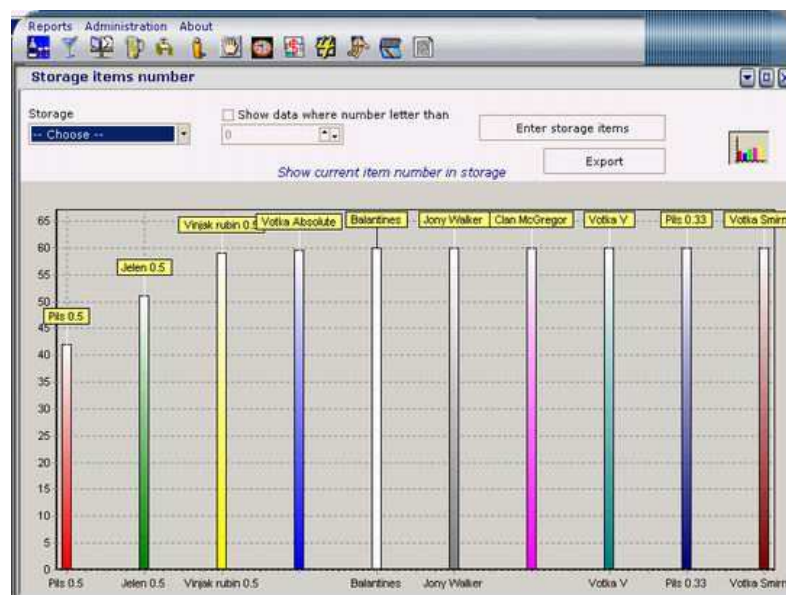 Reports Administration About
Storage items number
Storage
-- Choose --
Show data where number letter than
0
Enter storage items
Export
Show current item number in storage
65
60
55
50
45
40
35
30
25
20
15
10
5
0
Pils 0.5
Jelen 0.5
Vinjak rubin 0.5
Votka Absolute
Balantines
Jony Walker
Clan McGregor
Votka V
Pils 0.33
Votka Smirn
Pils 0.5
Jelen 0.5
Vinjak rubin 0.5
Balantines
Jony Walker
Votka V
Pils 0.33
Votka Smirn